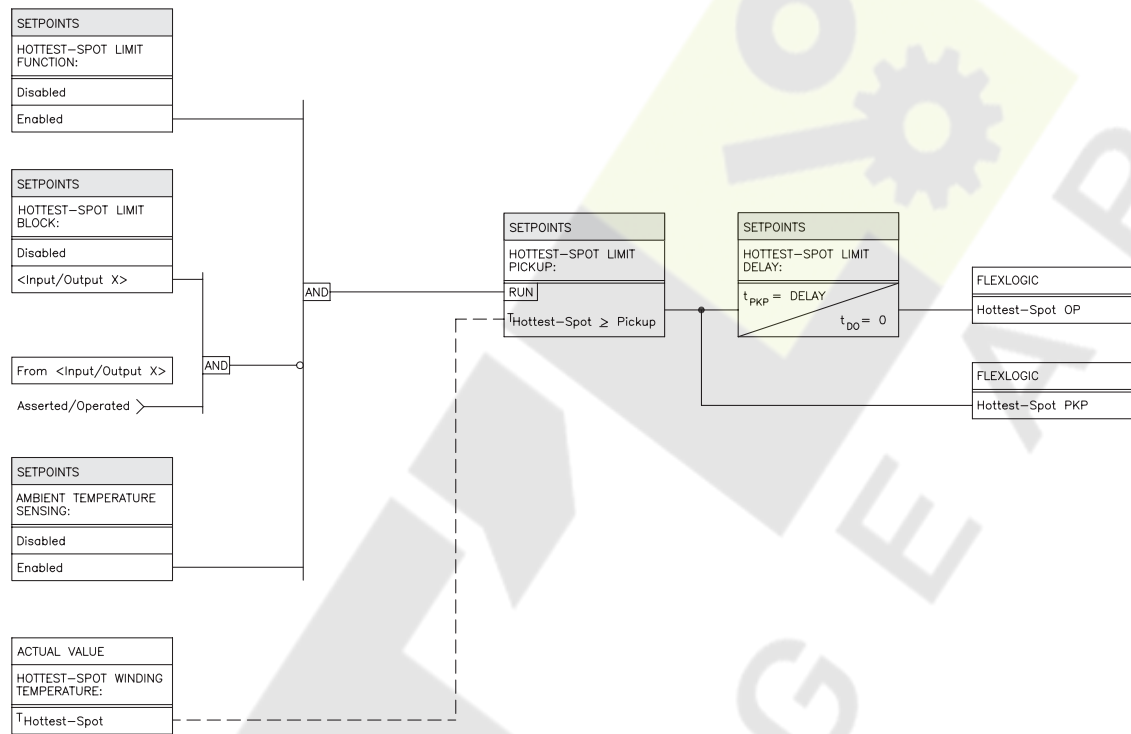 SETPOINTS
HOTTEST-SPOT LIMIT
FUNCTION:
Disabled
Enabled
SETPOINTS
HOTTEST-SPOT LIMIT
BLOCK:
Disabled
<Input/Output X>
From <Input/Output X>
Asserted/Operated
AND
SETPOINTS
AMBIENT TEMPERATURE
SENSING:
Disabled
Enabled
ACTUAL VALUE
HOTTEST-SPOT WINDING
TEMPERATURE:
THottest-Spot
AND
SETPOINTS
HOTTEST-SPOT LIMIT
PICKUP:
RUN
THottest-Spot ≥ Pickup
SETPOINTS
HOTTEST-SPOT LIMIT
DELAY:
tPKP = DELAY
tDO = 0
FLEXLOGIC
Hottest-Spot OP
FLEXLOGIC
Hottest-Spot PKP
GEAR